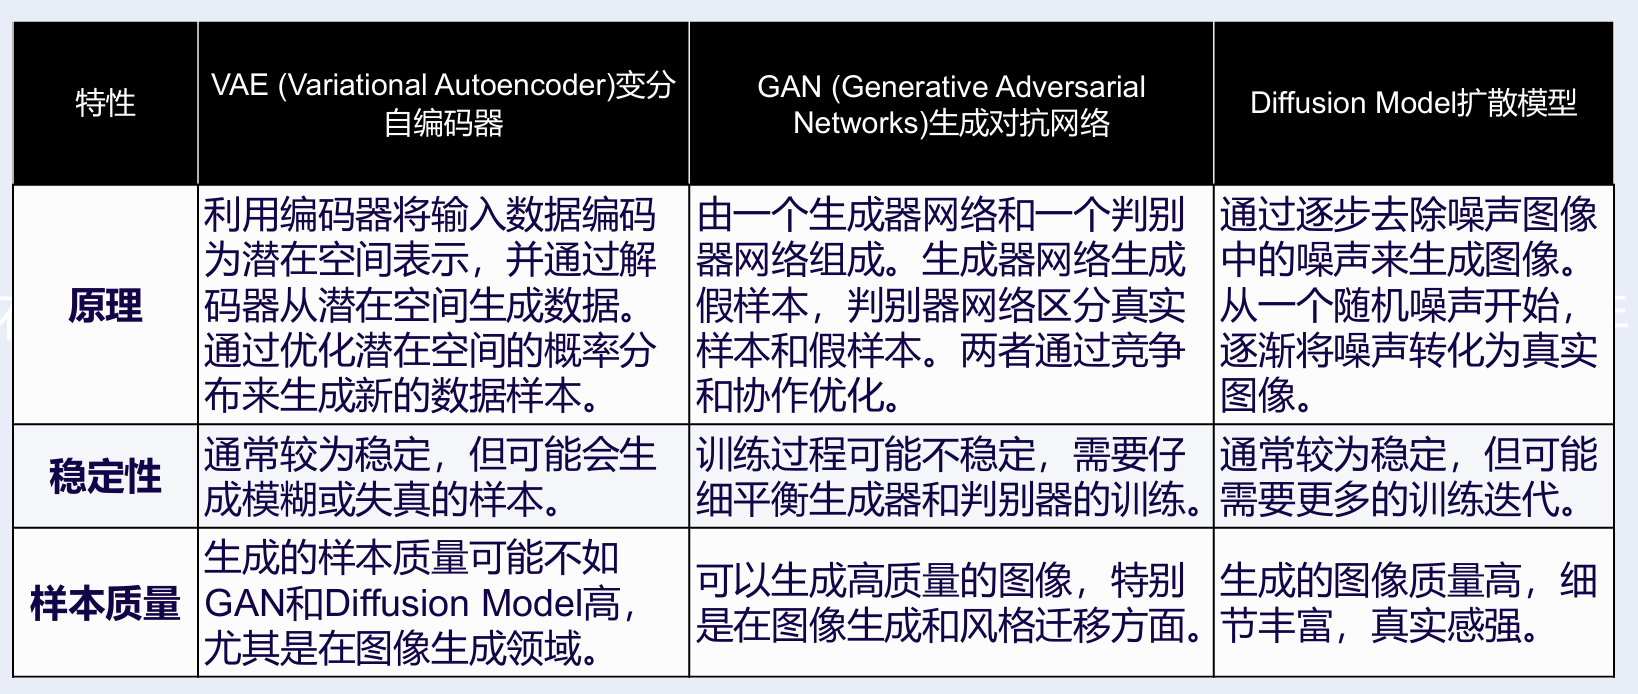 特性
VAE (Variational Autoencoder)变分
自编码器
GAN (Generative Adversarial
Networks)生成对抗网络
Diffusion Model扩散模型
原理
利用编码器将输入数据编码
为潜在空间表示，并通过解
码器从潜在空间生成数据。
通过优化潜在空间的概率分
布来生成新的数据样本。
由一个生成器网络和一个判别
器网络组成。生成器网络生成
假样本，判别器网络区分真实
样本和假样本。两者通过竞争
和协作优化。
通过逐步去除噪声图像
中的噪声来生成图像。
从一个随机噪声开始，
逐渐将噪声转化为真实
图像。
稳定性
通常较为稳定，但可能会生
成模糊或失真的样本。
训练过程可能不稳定，需要仔
细平衡生成器和判别器的训练。
通常较为稳定，但可能
需要更多的训练迭代。
样本质量
生成的样本质量可能不如
GAN和Diffusion Model高，
尤其是在图像生成领域。
可以生成高质量的图像，特别
是在图像生成和风格迁移方面。
生成的图像质量高，细
节丰富，真实感强。